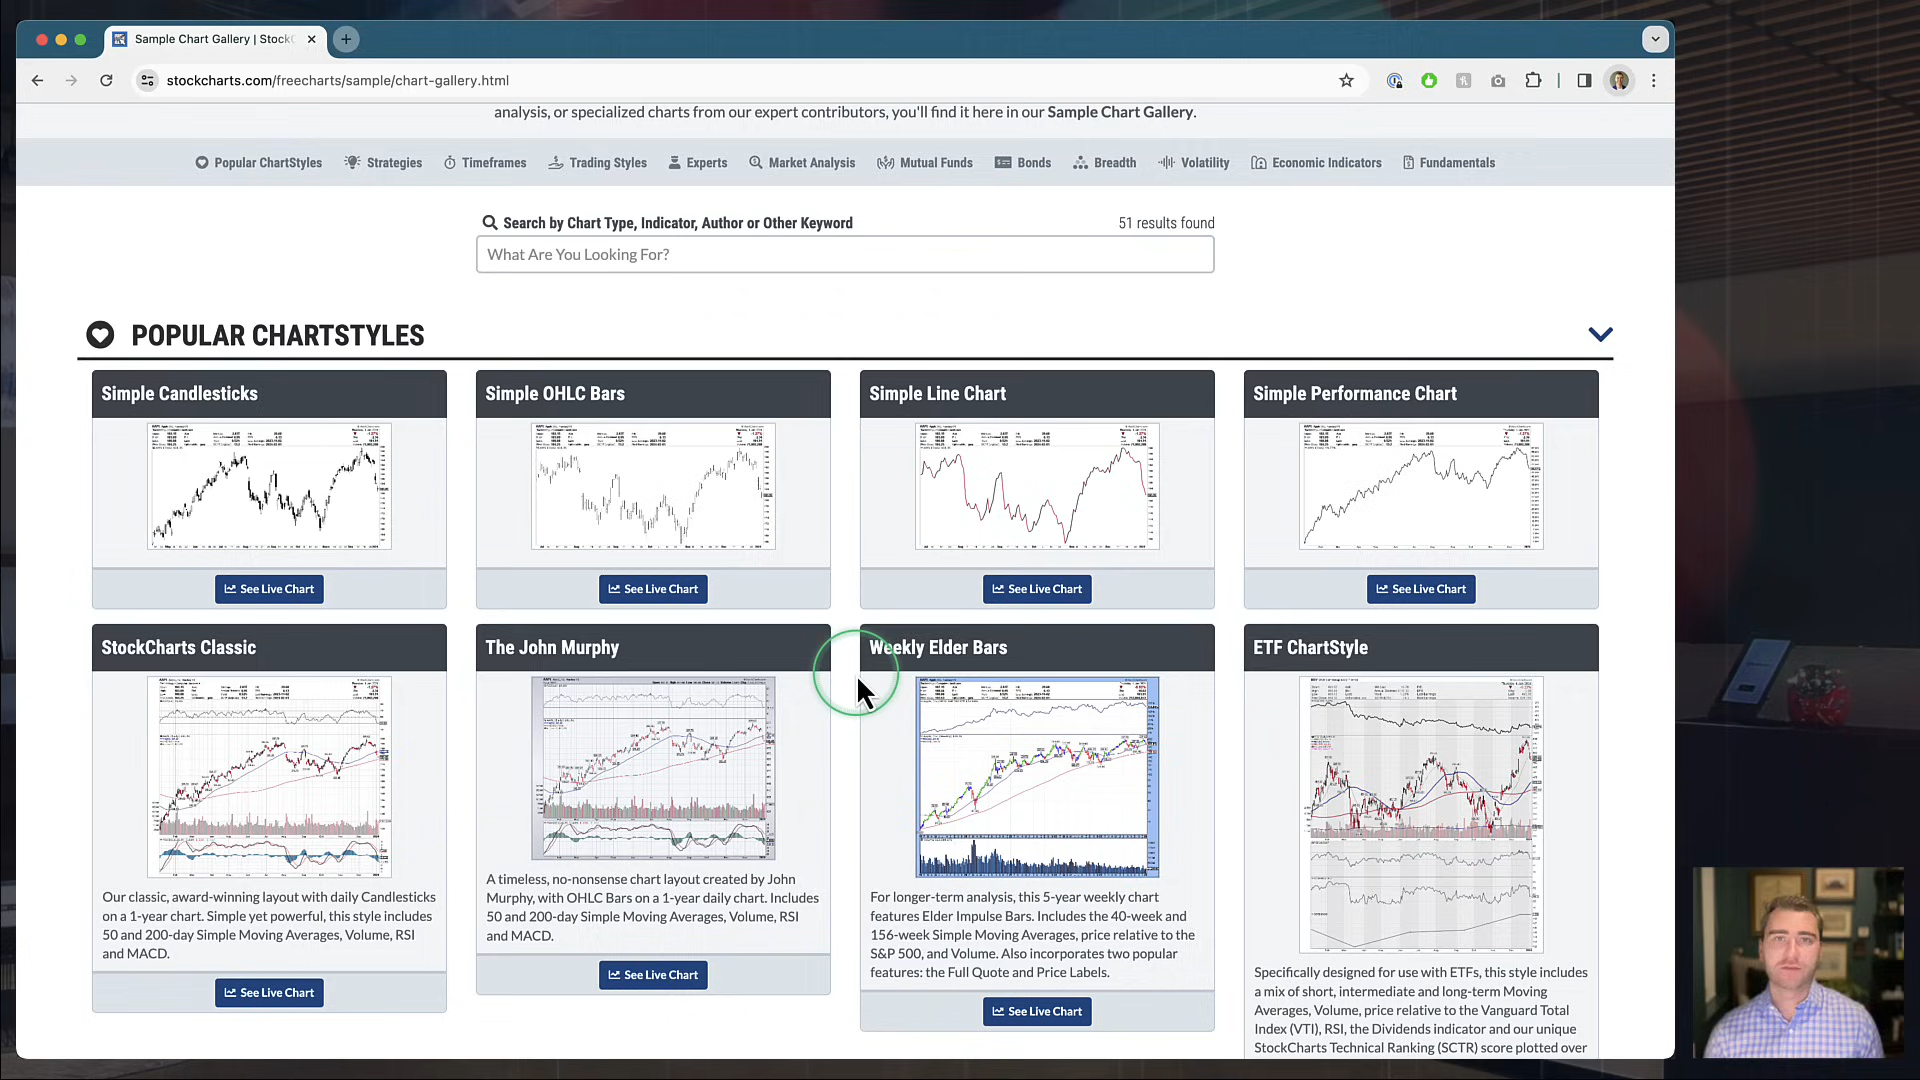 Sample Chart Gallery | StockC
stockcharts.com/freecharts/sample/chart-gallery.html
analysis, or specialized charts from our expert contributors, you'll find it here in our Sample Chart Gallery.
Popular ChartStyles Strategies Timeframes Trading Styles Experts Market Analysis Mutual Funds Bonds Breadth Volatility Economic Indicators Fundamentals
Search by Chart Type, Indicator, Author or Other Keyword 51 results found
What Are You Looking For?
POPULAR CHARTSTYLES
Simple Candlesticks
See Live Chart
Simple OHLC Bars
See Live Chart
Simple Line Chart
See Live Chart
Simple Performance Chart
See Live Chart
StockCharts Classic
Our classic, award-winning layout with daily Candlesticks
on a 1-year chart. Simple yet powerful, this style includes
50 and 200-day Simple Moving Averages, Volume, RSI
and MACD.
See Live Chart
The John Murphy
A timeless, no-nonsense chart layout created by John
Murphy, with OHLC Bars on a 1-year daily chart. Includes
50 and 200-day Simple Moving Averages, Volume, RSI
and MACD.
See Live Chart
Weekly Elder Bars
For longer-term analysis, this 5-year weekly chart
features Elder Impulse Bars. Includes the 40-week and
156-week Simple Moving Averages, price relative to the
S&P 500, and Volume. Also incorporates two popular
features: the Full Quote and Price Labels.
See Live Chart
ETF ChartStyle
Specifically designed for use with ETFs, this style includes
a mix of short, intermediate and long-term Moving
Averages, Volume, price relative to the Vanguard Total
Index (VTI), RSI, the Dividends indicator and our unique
StockCharts Technical Ranking (SCTR) score plotted over